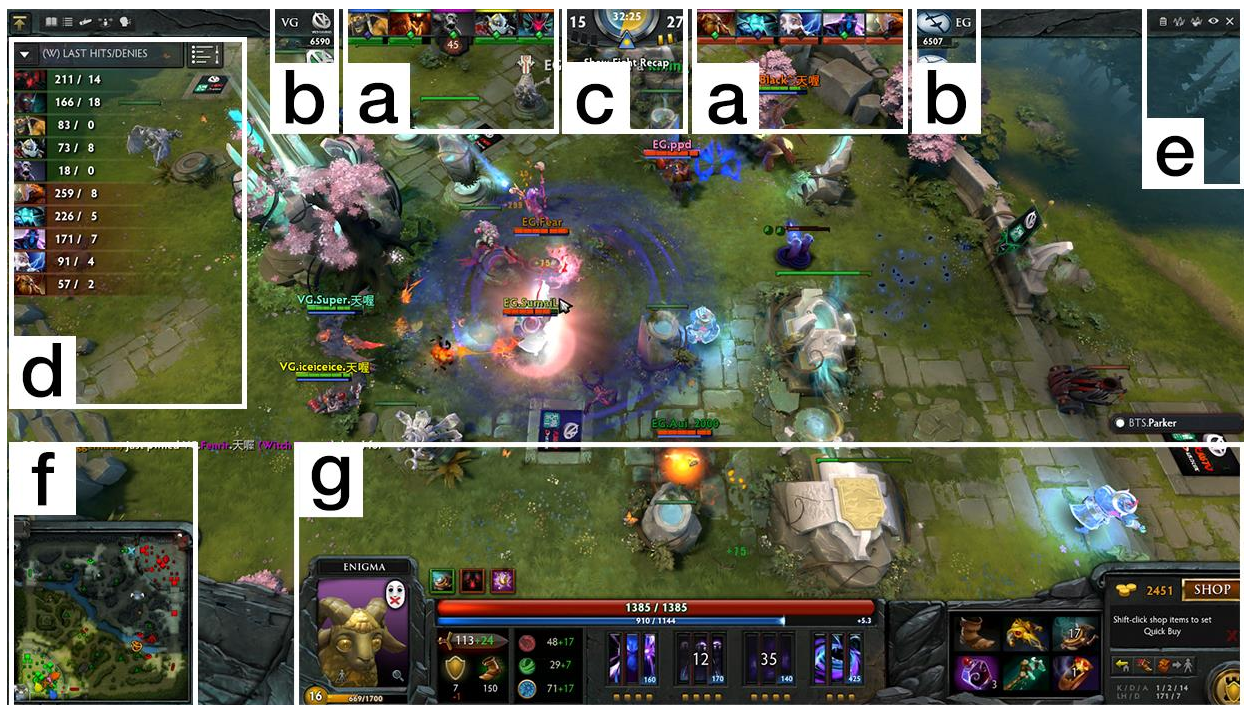 VG
6590
b
45
a
15
32:25
27
Show Fight Recap
c
Black 天喔
a
EG
6507
b
e
(W) LAST HITS/DENIES
211 / 14
166 / 18
83 / 0
73 / 8
18 / 0
259 / 8
226 / 5
171 / 7
91 / 4
57 / 2
d
EG.ppd
EG.Fear
EG.SumaiL
VG.Super.天喔
VG.iceiceice.天喔
EG.Aui_2000
BTS.Parker
f
g
+75
ENIGMA
16
669/1700
1385 / 1385
910 / 1144
+5.3
113+24
7
150
48+17
29+7
71+17
160
12
170
35
140
425
17
3
1
2451
SHOP
Shift-click shop items to set
Quick Buy
K / D / A 1 / 2 / 14
LH / D 171 / 7